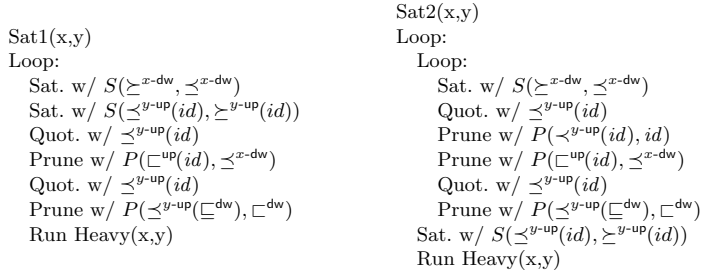 Sat1(x,y)
Loop:
Sat. w/ S(⪰^{x-dw}, ⪯^{x-dw})
Sat. w/ S(⪯^{y-up}(id), ⪰^{y-up}(id))
Quot. w/ ⪯^{y-up}(id)
Prune w/ P(⊏^{up}(id), ⪯^{x-dw})
Quot. w/ ⪯^{y-up}(id)
Prune w/ P(⪯^{y-up}(⊑^{dw}), ⊏^{dw})
Run Heavy(x,y)
Sat2(x,y)
Loop:
Loop:
Sat. w/ S(⪰^{x-dw}, ⪯^{x-dw})
Quot. w/ ⪯^{y-up}(id)
Prune w/ P(≺^{y-up}(id), id)
Prune w/ P(⊏^{up}(id), ⪯^{x-dw})
Quot. w/ ⪯^{y-up}(id)
Prune w/ P(⪯^{y-up}(⊑^{dw}), ⊏^{dw})
Sat. w/ S(⪯^{y-up}(id), ⪰^{y-up}(id))
Run Heavy(x,y)